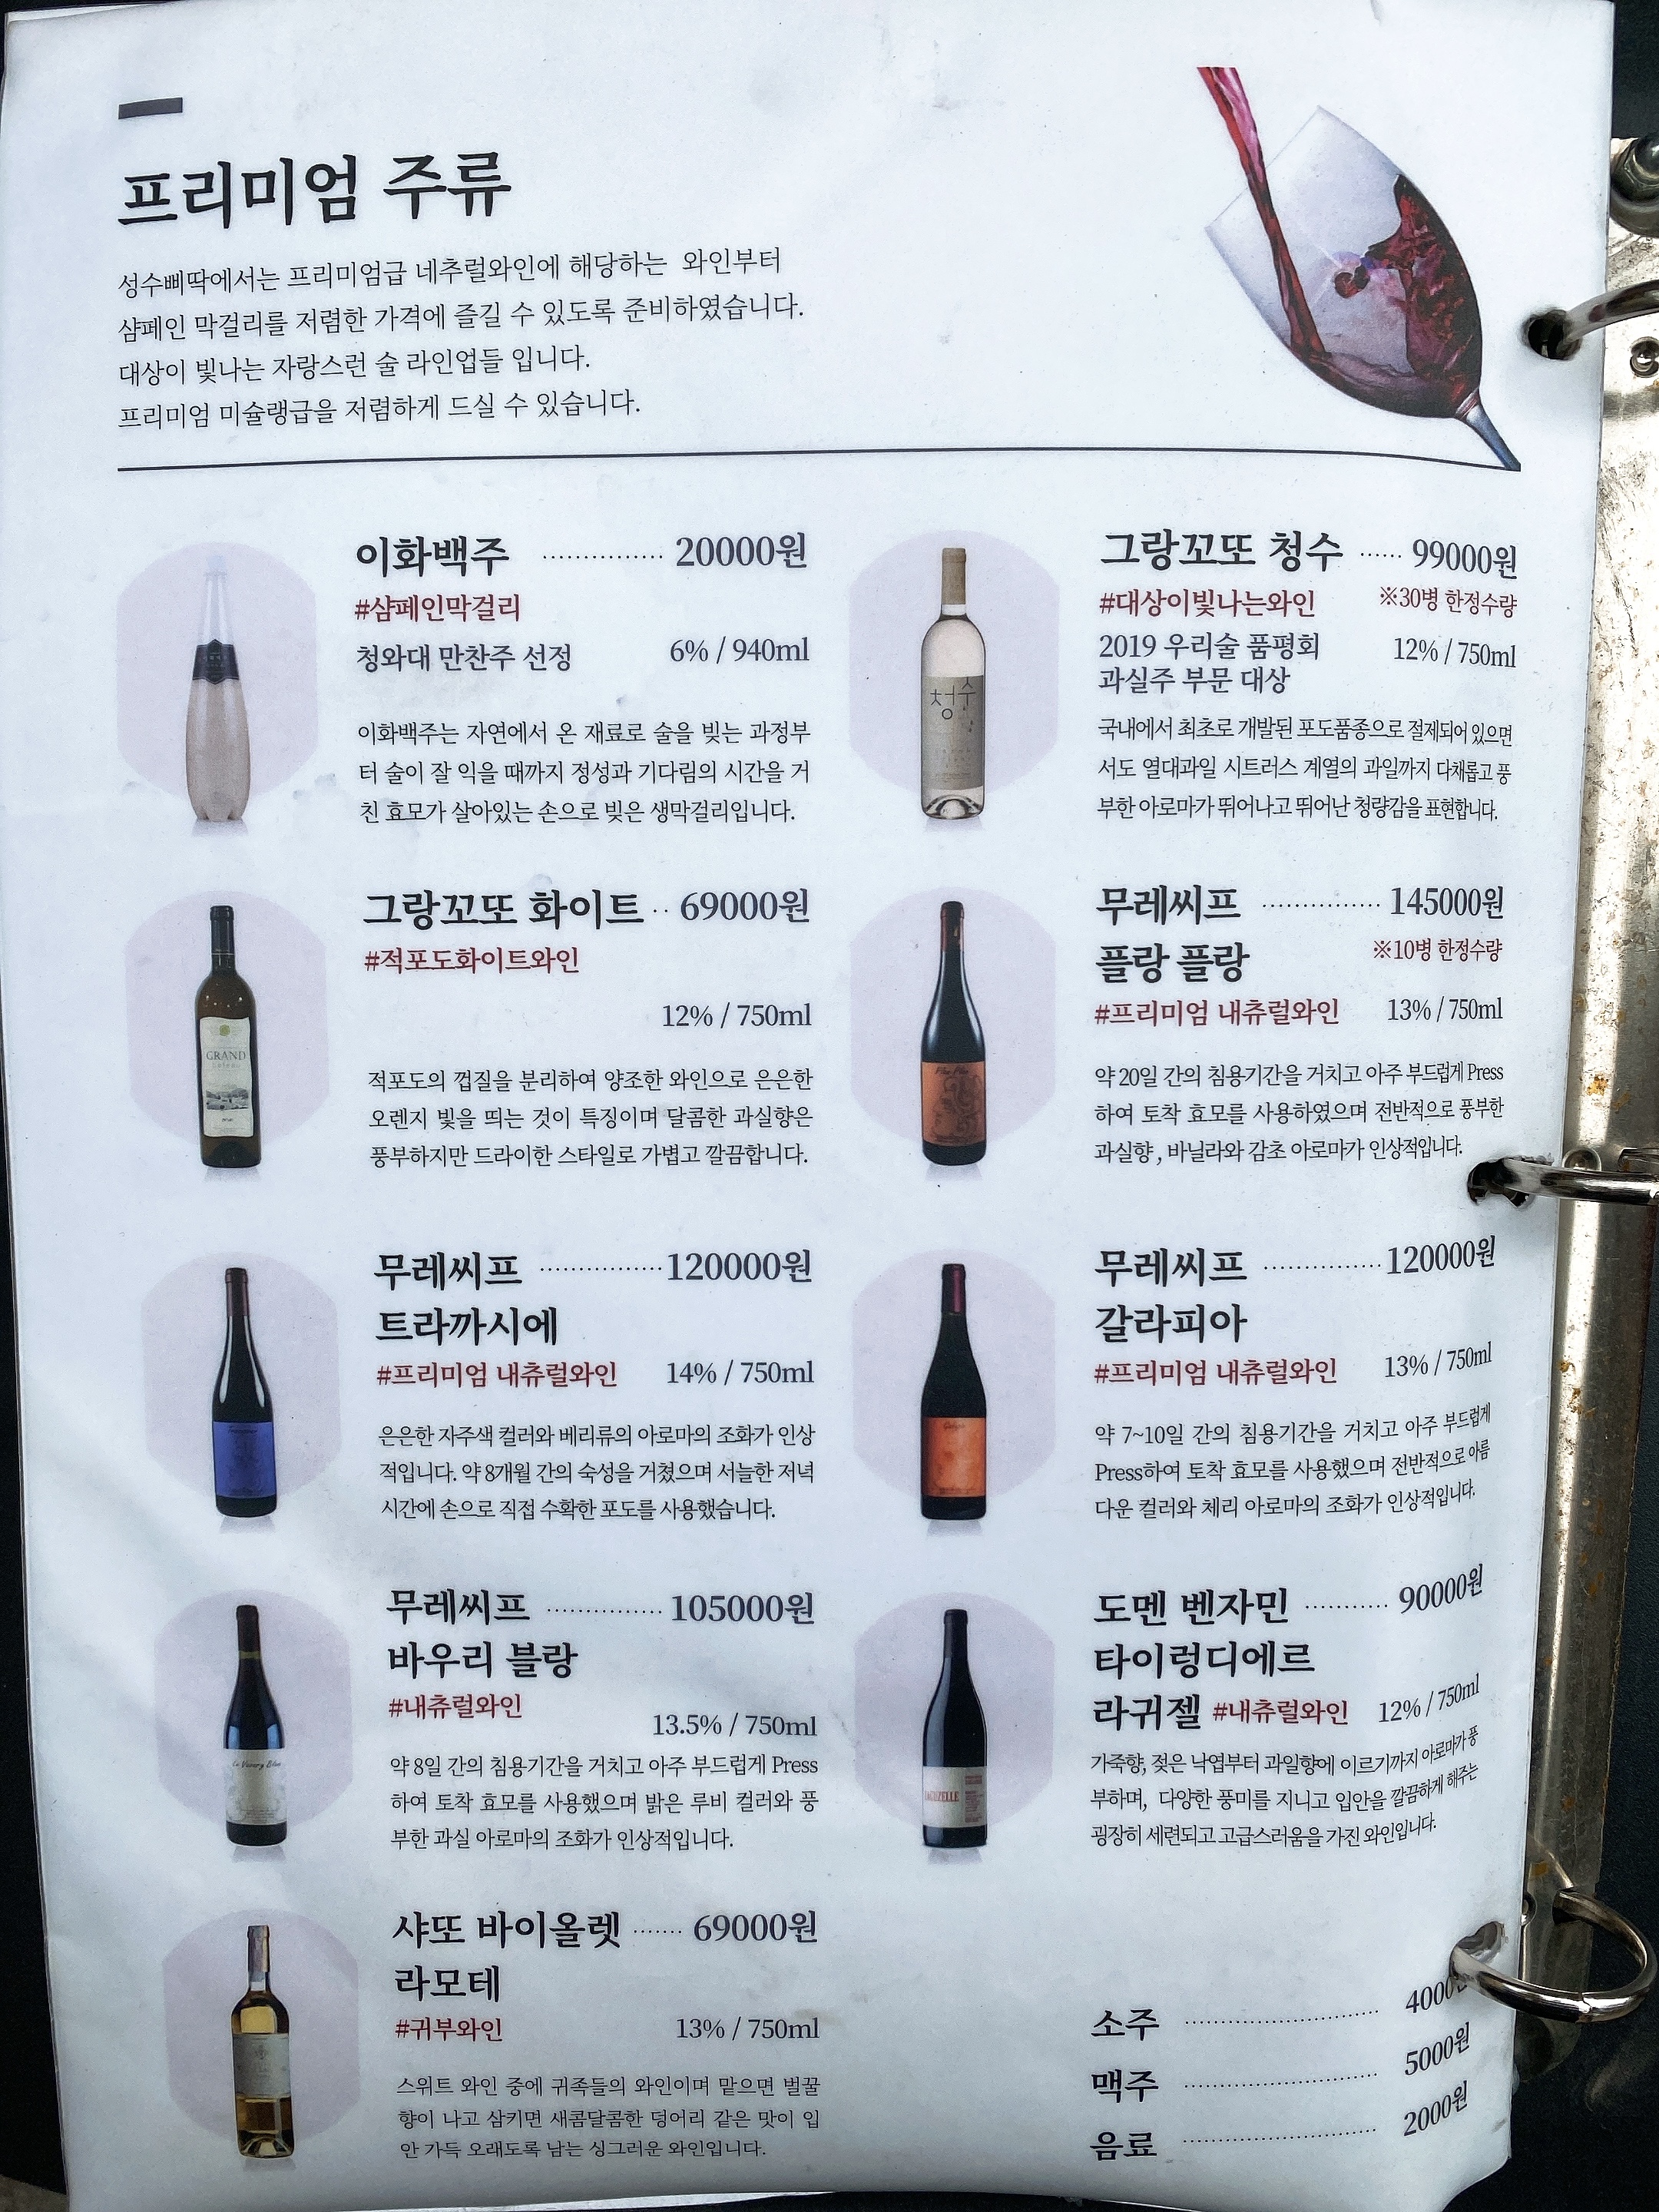 프리미엄 주류
성수삐딱에서는 프리미엄급 네추럴와인에 해당하는 와인부터
샴페인 막걸리를 저렴한 가격에 즐길 수 있도록 준비하였습니다.
대상이 빛나는 자랑스런 술 라인업들 입니다.
프리미엄 미슐랭급을 저렴하게 드실 수 있습니다.
이화백주 ............... 20000원
#샴페인막걸리
청와대 만찬주 선정 6% / 940ml
이화백주는 자연에서 온 재료로 술을 빚는 과정부
터 술이 잘 익을 때까지 정성과 기다림의 시간을 거
친 효모가 살아있는 손으로 빚은 생막걸리입니다.
그랑꼬또 청수 ...... 99000원
#대상이빛나는와인 ※30병 한정수량
2019 우리술 품평회 12% / 750ml
과실주 부문 대상
국내에서 최초로 개발된 포도품종으로 절제되어 있으면
서도 열대과일 시트러스 계열의 과일까지 다채롭고 풍
부한 아로마가 뛰어나고 뛰어난 청량감을 표현합니다.
청수
그랑꼬또 화이트 .. 69000원
#적포도화이트와인
12% / 750ml
적포도의 껍질을 분리하여 양조한 와인으로 은은한
오렌지 빛을 띄는 것이 특징이며 달콤한 과실향은
풍부하지만 드라이한 스타일로 가볍고 깔끔합니다.
GRAND
무레씨프 ............... 145000원
플랑 플랑 ※10병 한정수량
#프리미엄 내츄럴와인 13% / 750ml
약 20일 간의 침용기간을 거치고 아주 부드럽게 Press
하여 토착 효모를 사용하였으며 전반적으로 풍부한
과실향 , 바닐라와 감초 아로마가 인상적입니다.
무레씨프 ............... 120000원
트라까시에
#프리미엄 내츄럴와인 14% / 750ml
은은한 자주색 컬러와 베리류의 아로마의 조화가 인상
적입니다. 약 8개월 간의 숙성을 거쳤으며 서늘한 저녁
시간에 손으로 직접 수확한 포도를 사용했습니다.
무레씨프 ............... 120000원
갈라피아
#프리미엄 내츄럴와인 13% / 750ml
약 7~10일 간의 침용기간을 거치고 아주 부드럽게
Press하여 토착 효모를 사용했으며 전반적으로 아름
다운 컬러와 체리 아로마의 조화가 인상적입니다.
무레씨프 ............... 105000원
바우리 블랑
#내츄럴와인
13.5% / 750ml
약 8일 간의 침용기간을 거치고 아주 부드럽게 Press
하여 토착 효모를 사용했으며 밝은 루비 컬러와 풍
부한 과실 아로마의 조화가 인상적입니다.
도멘 벤자민 .......... 90000원
타이렁디에르
라귀젤 #내츄럴와인 12% / 750ml
가죽향, 젖은 낙엽부터 과일향에 이르기까지 아로마가 풍
부하며, 다양한 풍미를 지니고 입안을 깔끔하게 해주는
굉장히 세련되고 고급스러움을 가진 와인입니다.
샤또 바이올렛 ...... 69000원
라모테
#귀부와인 13% / 750ml
스위트 와인 중에 귀족들의 와인이며 맡으면 벌꿀
향이 나고 삼키면 새콤달콤한 덩어리 같은 맛이 입
안 가득 오래도록 남는 싱그러운 와인입니다.
소주 ........................ 4000
맥주 ........................ 5000원
음료 ........................ 2000원